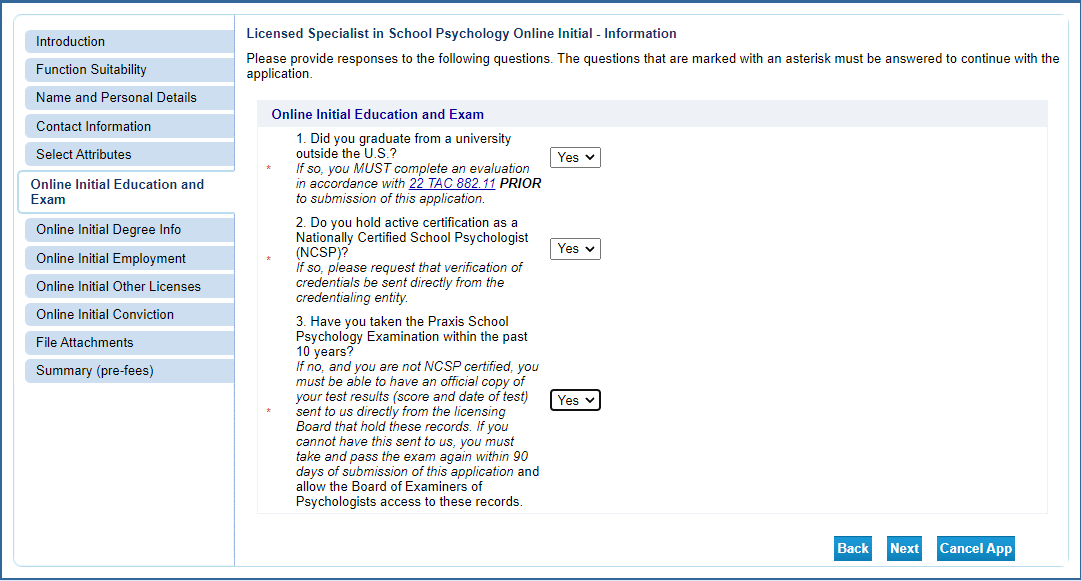 Introduction
Function Suitability
Name and Personal Details
Contact Information
Select Attributes
Online Initial Education and
Exam
Online Initial Degree Info
Online Initial Employment
Online Initial Other Licenses
Online Initial Conviction
File Attachments
Summary (pre-fees)
Licensed Specialist in School Psychology Online Initial - Information
Please provide responses to the following questions. The questions that are marked with an asterisk must be answered to continue with the
application.
Online Initial Education and Exam
1. Did you graduate from a university
outside the U.S.?
* If so, you MUST complete an evaluation
in accordance with 22 TAC 882.11 PRIOR
to submission of this application.
Yes
2. Do you hold active certification as a
Nationally Certified School Psychologist
(NCSP)?
* If so, please request that verification of
credentials be sent directly from the
credentialing entity.
Yes
3. Have you taken the Praxis School
Psychology Examination within the past
10 years?
If no, and you are not NCSP certified, you
must be able to have an official copy of
your test results (score and date of test)
* sent to us directly from the licensing
Board that hold these records. If you
cannot have this sent to us, you must
take and pass the exam again within 90
days of submission of this application and
allow the Board of Examiners of
Psychologists access to these records.
Yes
Back Next Cancel App